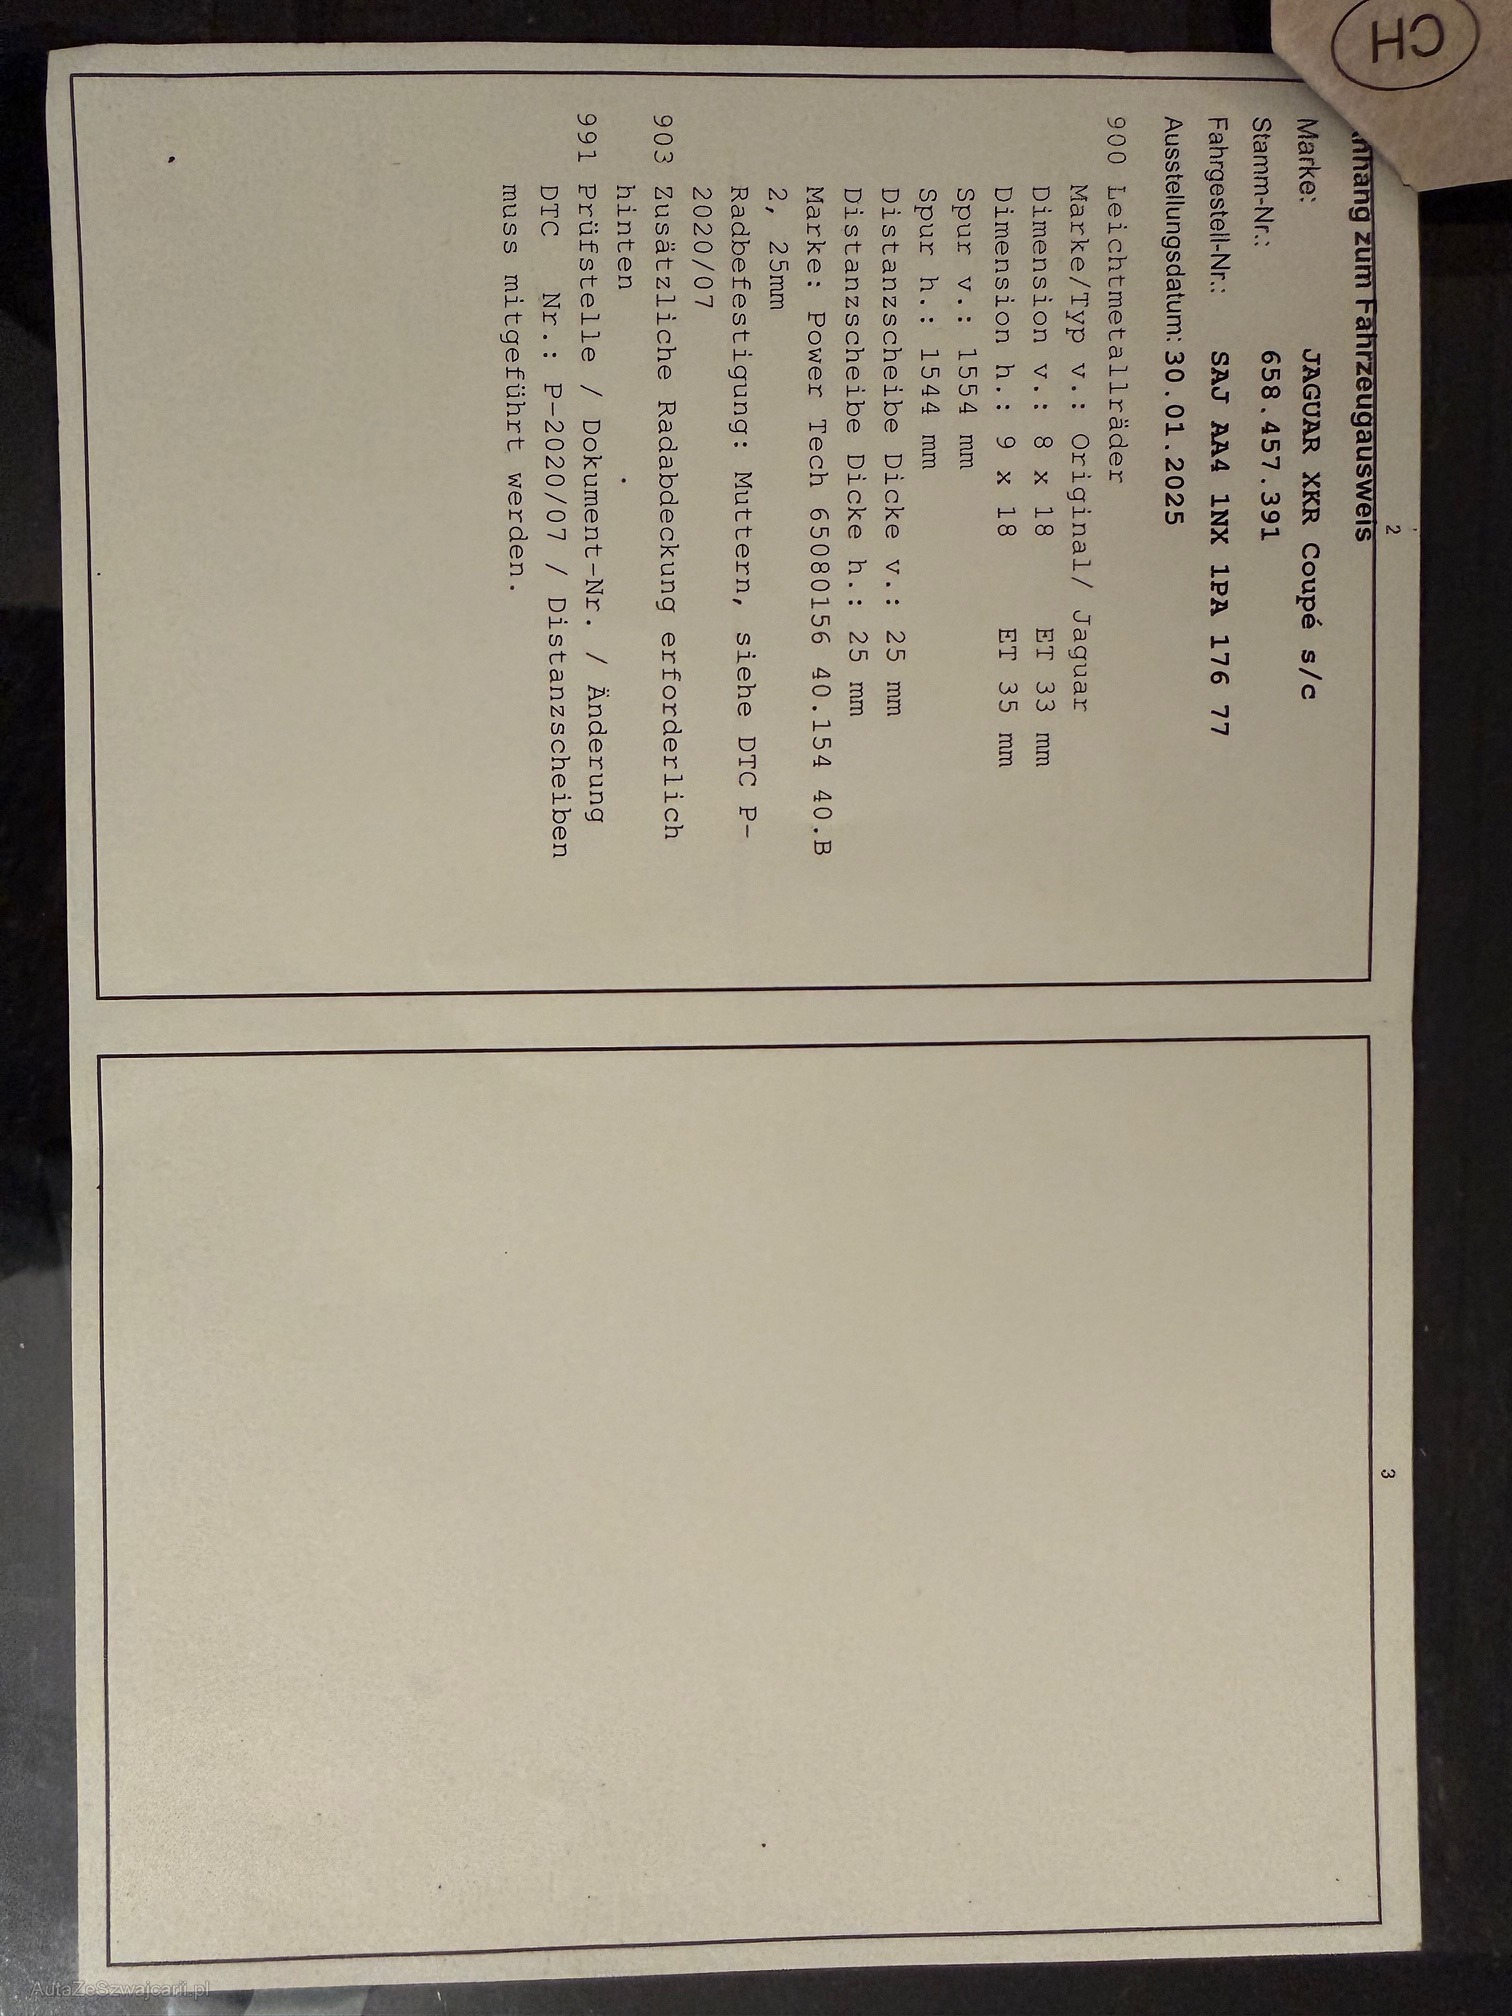 CH
2
Anhang zum Fahrzeugausweis
Marke: JAGUAR XKR Coupé s/c
Stamm-Nr.: 658.457.391
Fahrgestell-Nr.: SAJ AA4 1NX 1PA 176 77
Ausstellungsdatum: 30.01.2025
900 Leichtmetallräder
Marke/Typ v.: Original/ Jaguar
Dimension v.: 8 x 18 ET 33 mm
Dimension h.: 9 x 18 ET 35 mm
Spur v.: 1554 mm
Spur h.: 1544 mm
Distanzscheibe Dicke v.: 25 mm
Distanzscheibe Dicke h.: 25 mm
Marke: Power Tech 65080156 40.154 40.B
2, 25mm
Radbefestigung: Muttern, siehe DTC P-
2020/07
903 Zusätzliche Radabdeckung erforderlich
hinten
991 Prüfstelle / Dokument-Nr. / Änderung
DTC Nr.: P-2020/07 / Distanzscheiben
muss mitgeführt werden.
3
AutaZeSzwajcarii.pl